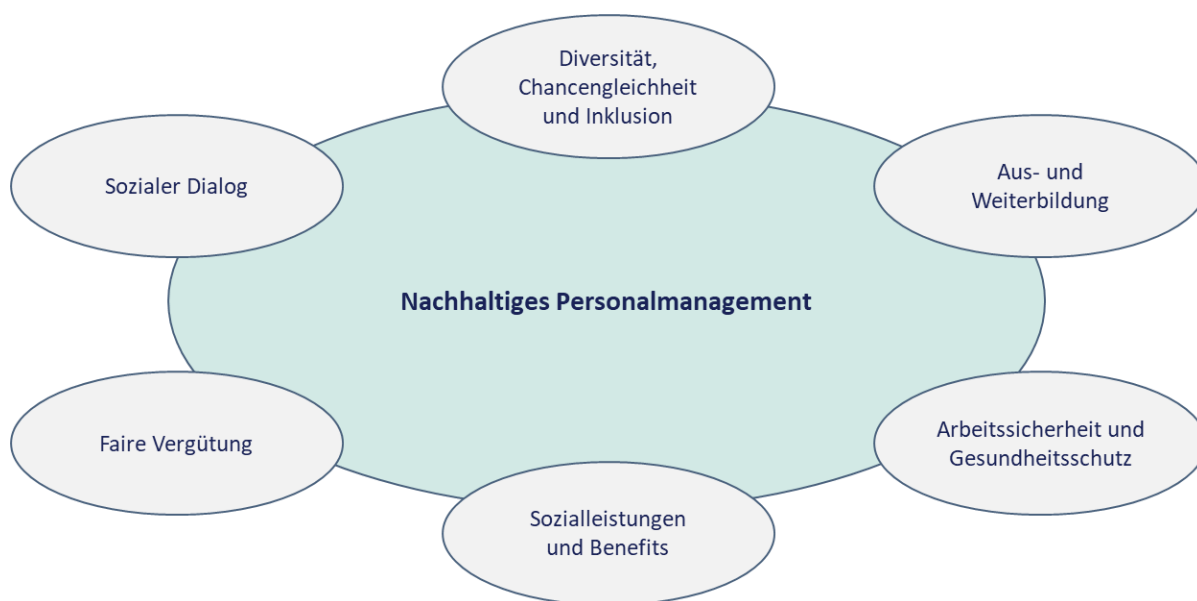 Diversität,
Chancengleichheit
und Inklusion
Sozialer Dialog
Aus- und
Weiterbildung
Nachhaltiges Personalmanagement
Faire Vergütung
Arbeitssicherheit und
Gesundheitsschutz
Sozialleistungen
und Benefits